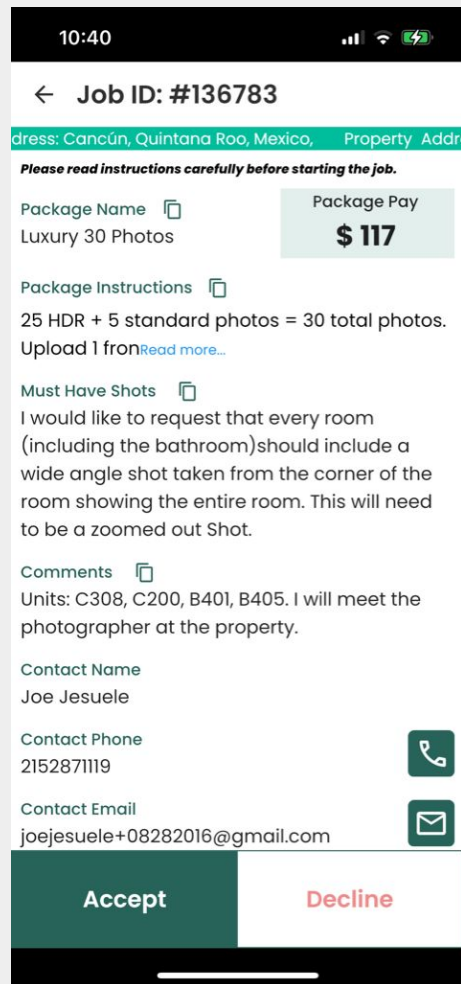 10:40
← Job ID: #136783
dress: Cancún, Quintana Roo, Mexico, Property Addr
Please read instructions carefully before starting the job.
Package Name
Luxury 30 Photos
Package Pay
$ 117
Package Instructions
25 HDR + 5 standard photos = 30 total photos.
Upload 1 fronRead more...
Must Have Shots
I would like to request that every room
(including the bathroom)should include a
wide angle shot taken from the corner of the
room showing the entire room. This will need
to be a zoomed out Shot.
Comments
Units: C308, C200, B401, B405. I will meet the
photographer at the property.
Contact Name
Joe Jesuele
Contact Phone
2152871119
Contact Email
joejesuele+08282016@gmail.com
Accept
Decline